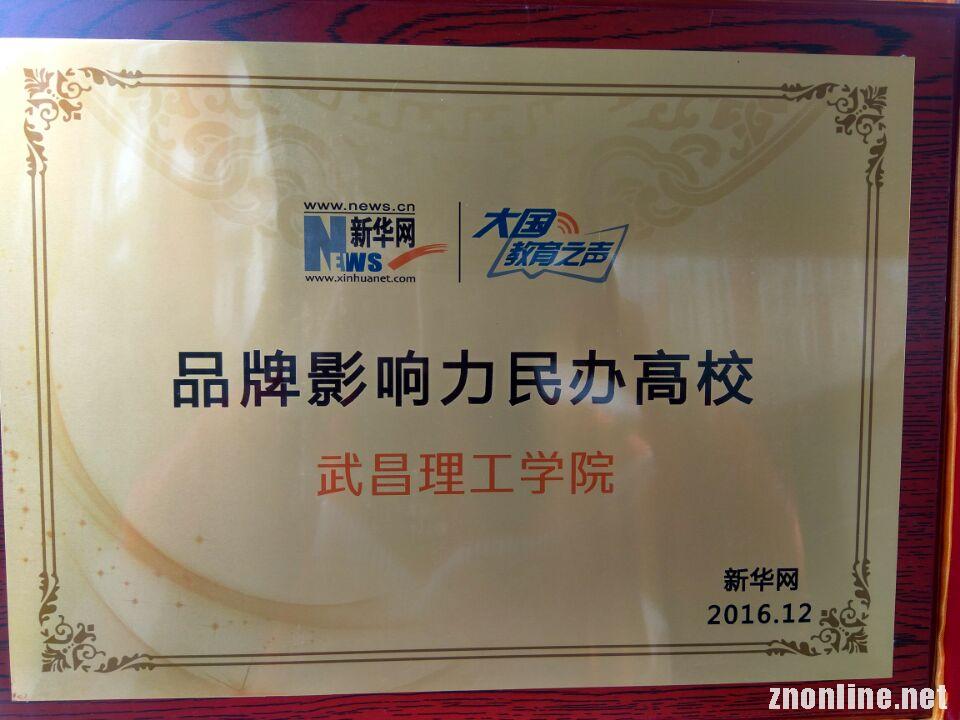 www.news.cn
新华网
NEWS
www.xinhuanet.com
大国
教育之声
品牌影响力民办高校
武昌理工学院
新华网
2016.12
znonline.net